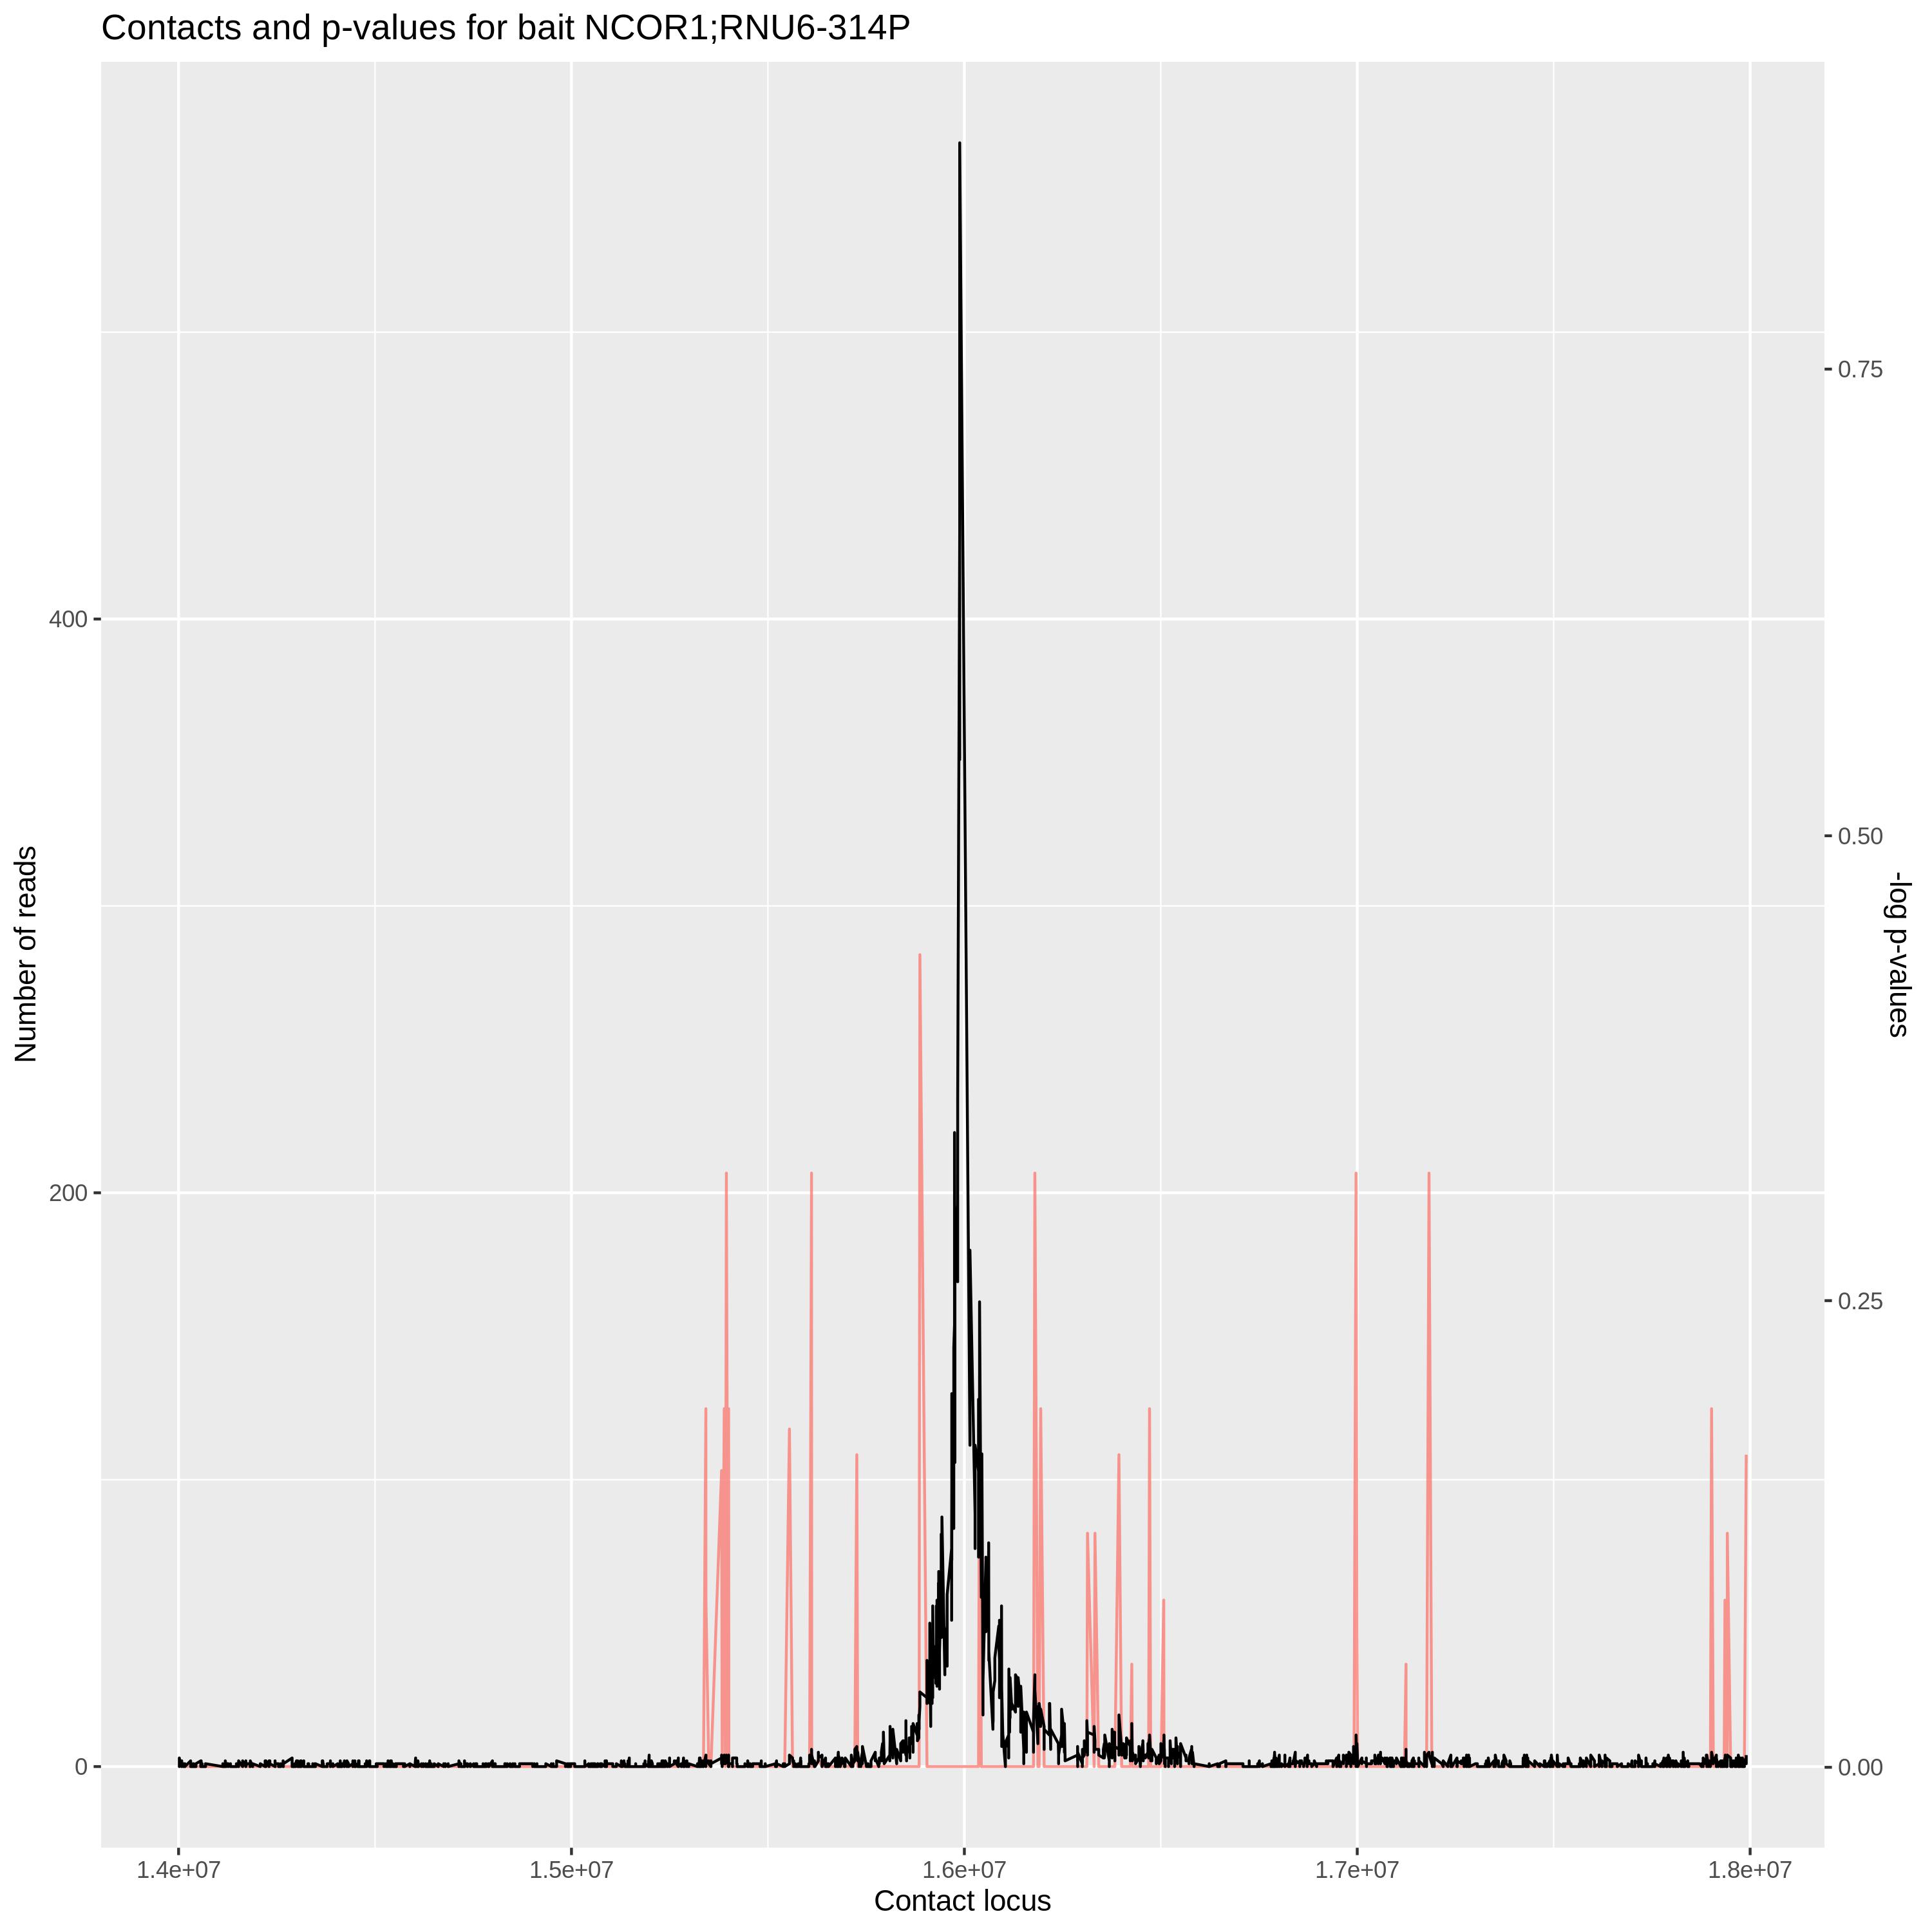 Contacts and p-values for bait NCOR1;RNU6-314P
Number of reads
400
200
0
0.75
0.50
0.25
0.00
-log p-values
1.4e+07
1.5e+07
1.6e+07
1.7e+07
1.8e+07
Contact locus